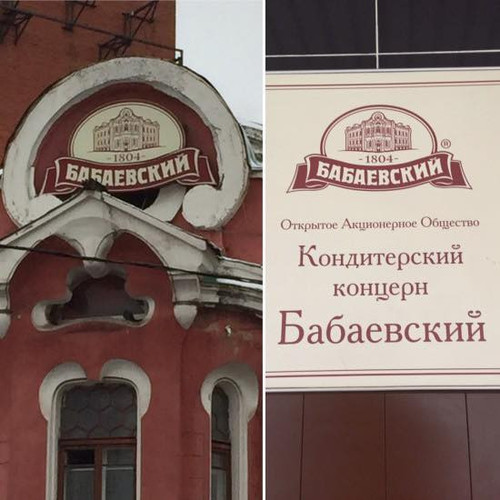 -1804-
БАБАЕВСКИЙ
-1804-
БАБАЕВСКИЙ
®
Открытое Акционерное Общество
Кондитерский
концерн
Бабаевский